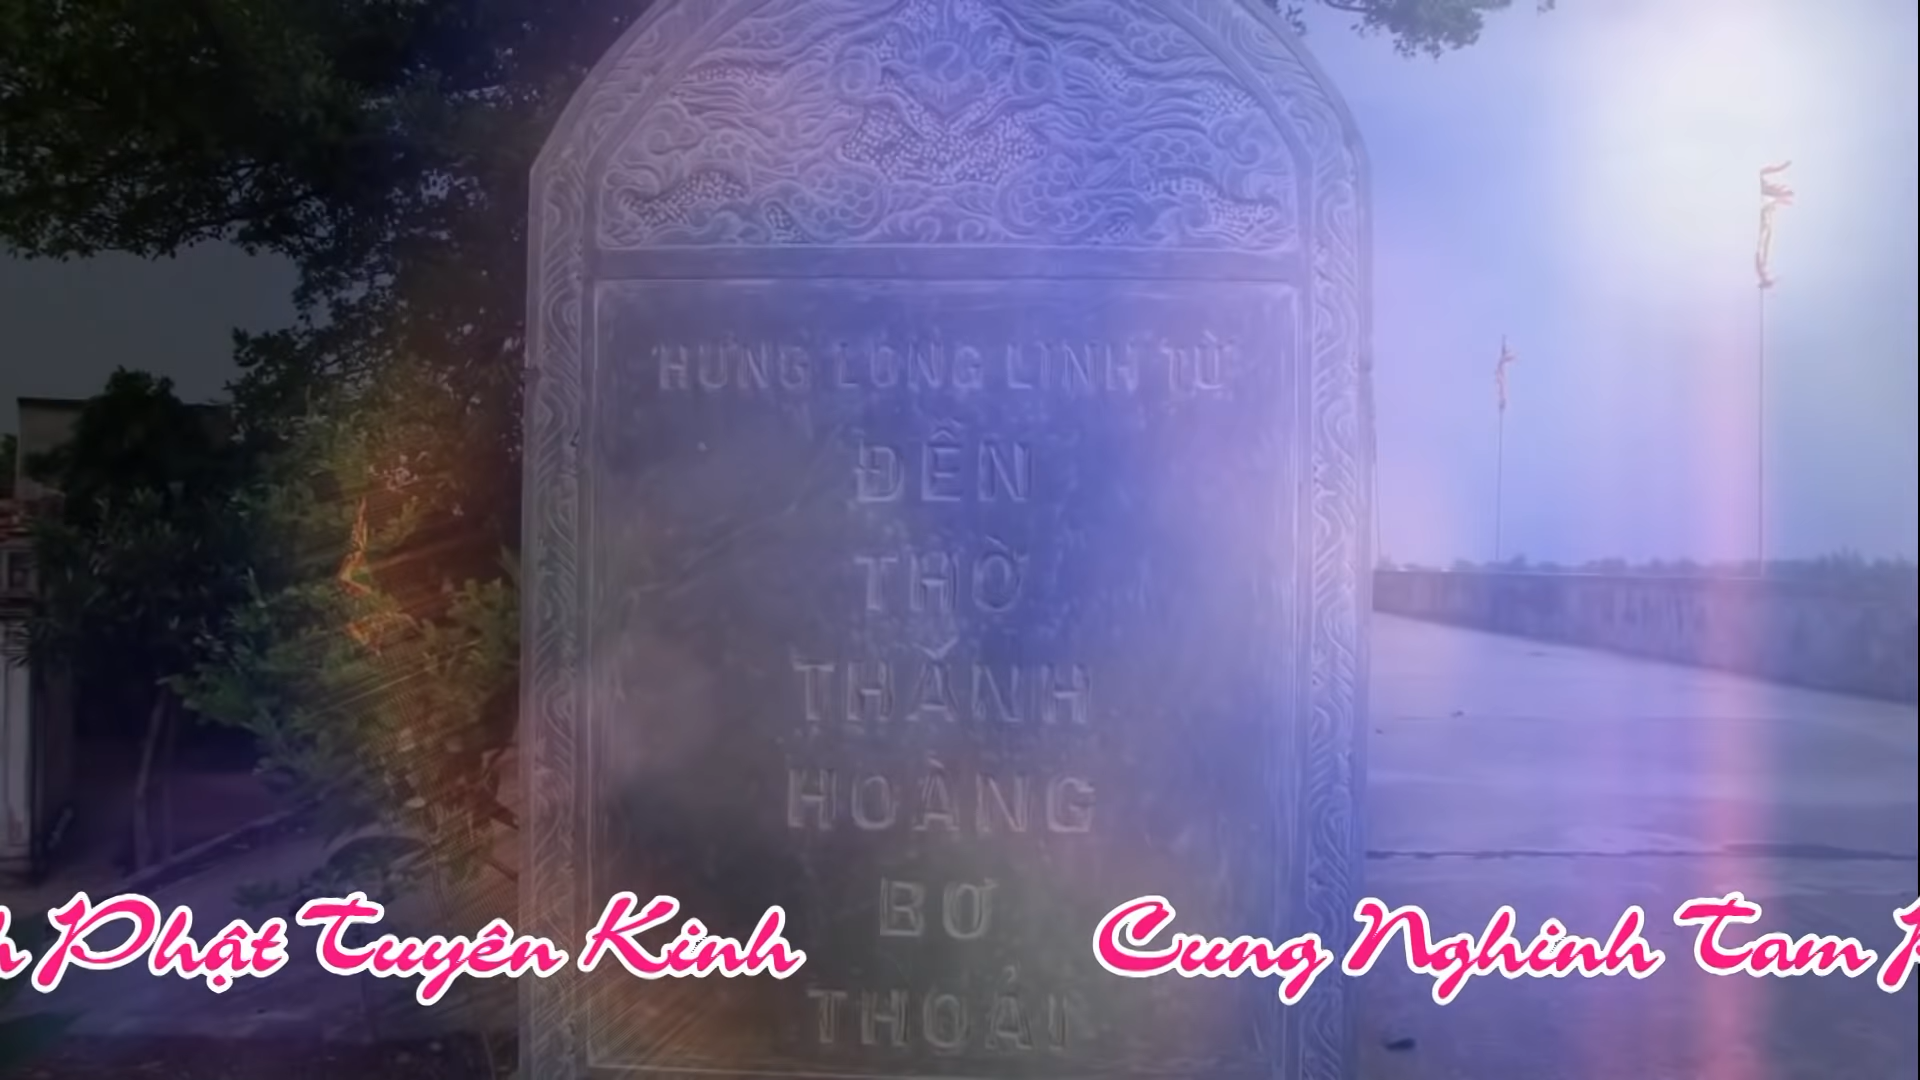 HƯNG LONG LINH TỪ
ĐỀN
THỜ
THÀNH
HOÀNG
BƠ
THOẢI
Phật Tuyên Kinh
Cung Nghinh Tam